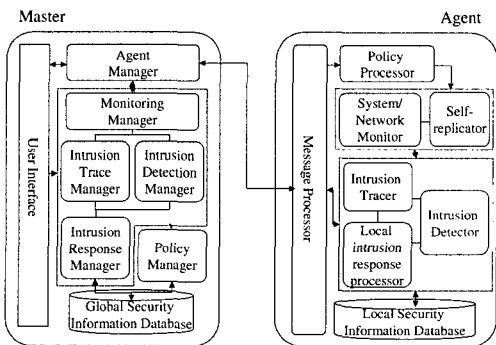 Master
Agent
User Interface
Agent
Manager
Monitoring
Manager
Intrusion
Trace
Manager
Intrusion
Detection
Manager
Intrusion
Response
Manager
Policy
Manager
Global Security
Information Database
Message Processor
Policy
Processor
System/
Network
Monitor
Self-
replicator
Intrusion
Tracer
Local intrusion
response
processor
Intrusion
Detector
Local Security
Information Database